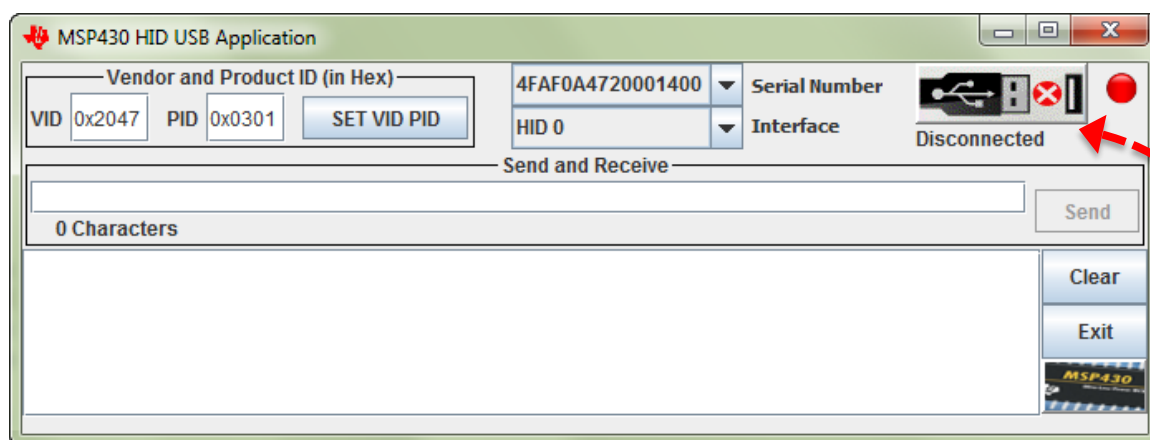 MSP430 HID USB Application
Vendor and Product ID (in Hex)
VID 0x2047 PID 0x0301 SET VID PID
4FAF0A4720001400 Serial Number
HID 0 Interface
Disconnected
Send and Receive
Send
0 Characters
Clear
Exit
MSP430